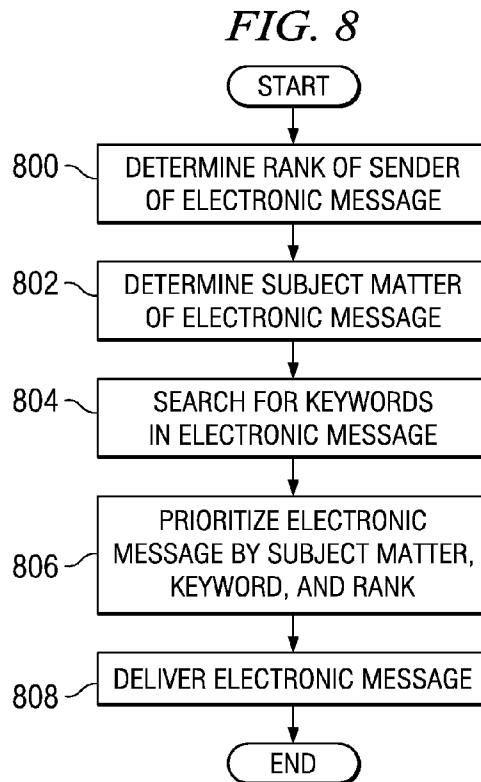 FIG. 8
START
800
DETERMINE RANK OF SENDER
OF ELECTRONIC MESSAGE
802
DETERMINE SUBJECT MATTER
OF ELECTRONIC MESSAGE
804
SEARCH FOR KEYWORDS
IN ELECTRONIC MESSAGE
806
PRIORITIZE ELECTRONIC
MESSAGE BY SUBJECT MATTER,
KEYWORD, AND RANK
808
DELIVER ELECTRONIC MESSAGE
END